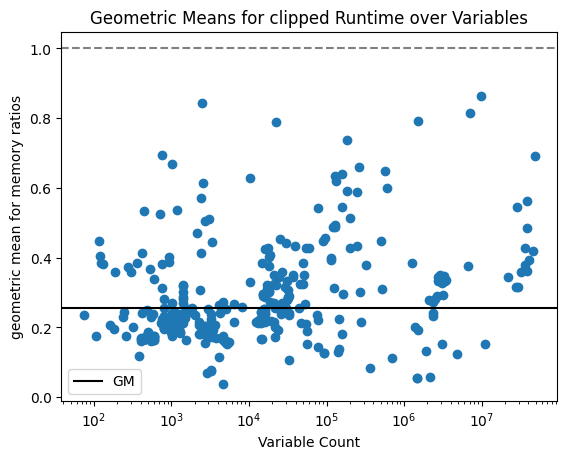 Geometric Means for clipped Runtime over Variables
geometric mean for memory ratios
1.0
0.8
0.6
0.4
0.2
0.0
GM
10² 10³ 10⁴ 10⁵ 10⁶ 10⁷
Variable Count